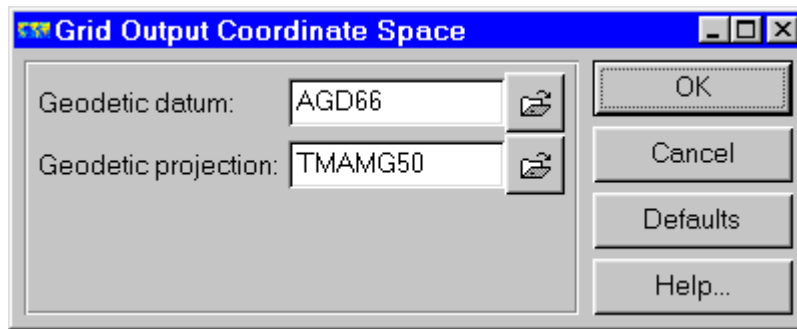 Grid Output Coordinate Space
Geodetic datum: AGD66
Geodetic projection: TMAMG50
OK
Cancel
Defaults
Help...